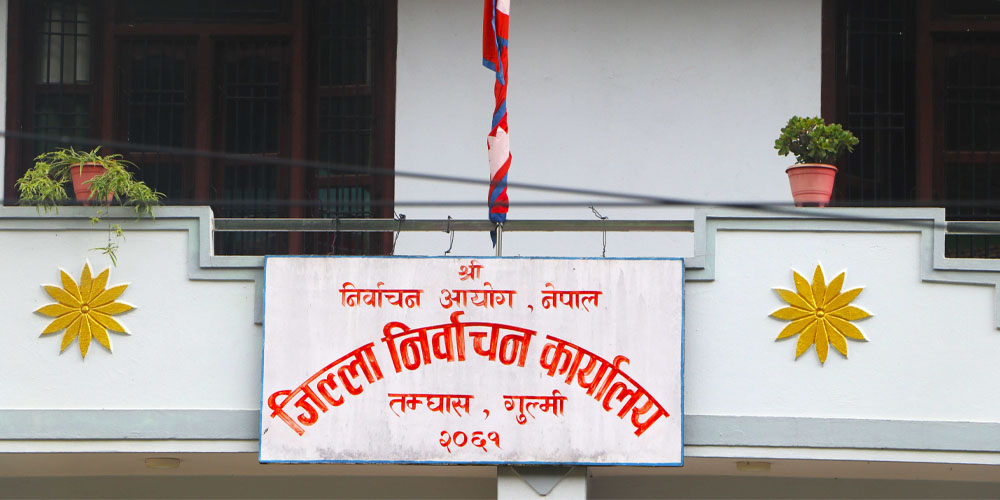 श्री
निर्वाचन आयोग , नेपाल
जिल्ला निर्वाचन कार्यालय
तम्घास , गुल्मी
२०६१